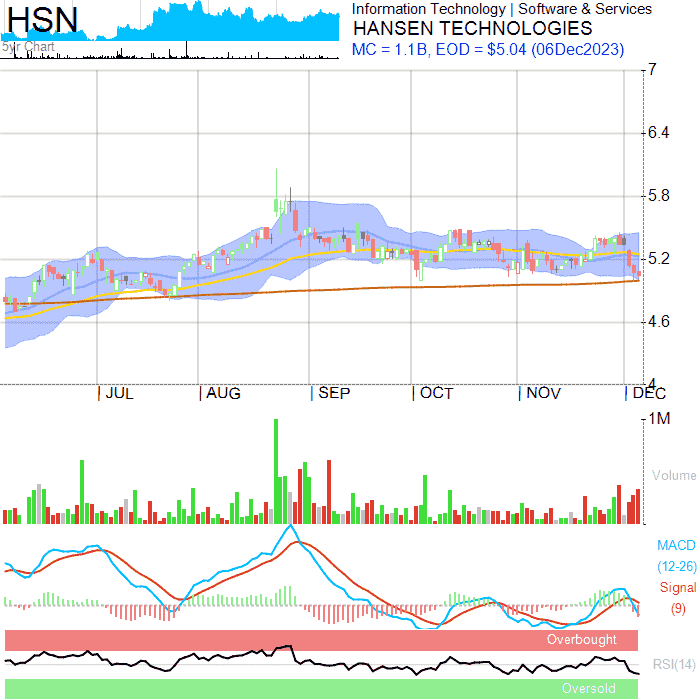 HSN
Information Technology | Software & Services
HANSEN TECHNOLOGIES
5yr Chart
MC = 1.1B, EOD = $5.04 (06Dec2023)
7
6.4
5.8
5.2
4.6
4
| JUL | AUG | SEP | OCT | NOV | DEC
1M
Volume
MACD
(12-26)
Signal
(9)
Overbought
RSI(14)
Oversold